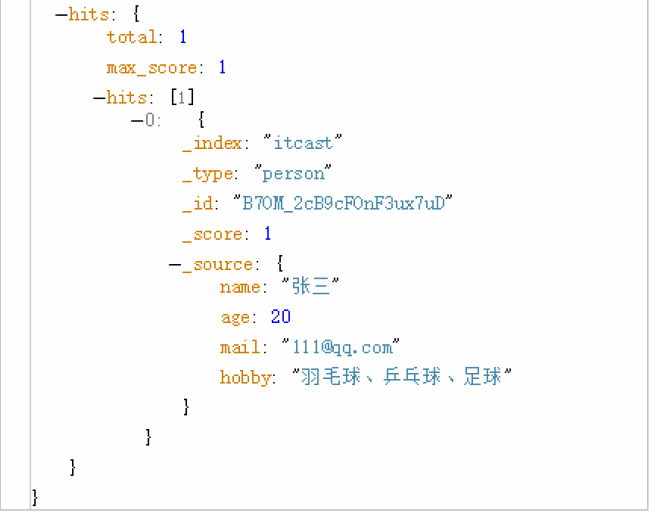 —hits: {
total: 1
max_score: 1
—hits: [1]
—0: {
_index: "itcast"
_type: "person"
_id: "B7OM_2cB9cFOnF3ux7uD"
_score: 1
—_source: {
name: "张三"
age: 20
mail: "111@qq.com"
hobby: "羽毛球、乒乓球、足球"
}
}
}
}